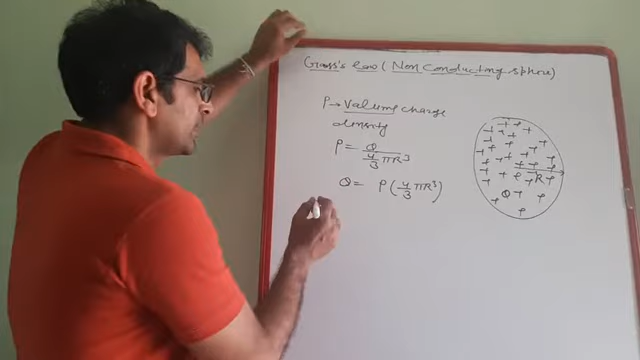 Gauss's law (Non Conducting sphere)
ρ → Volume charge
density
ρ = Q / (4/3 πR³)
Q = ρ (4/3 πR³)
R
Q